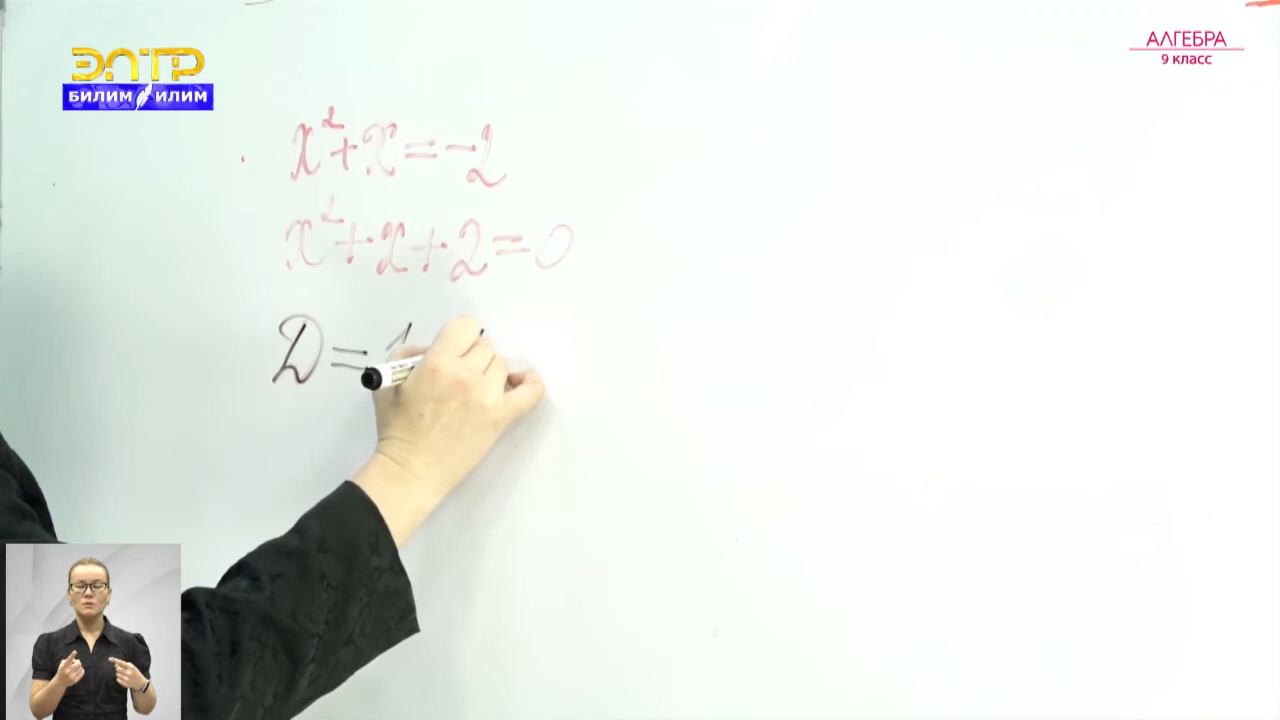 ЭЛТР
БИЛИМ ИЛИМ
АЛГЕБРА
9 класс
x²+x=-2
x²+x+2=0
D=1